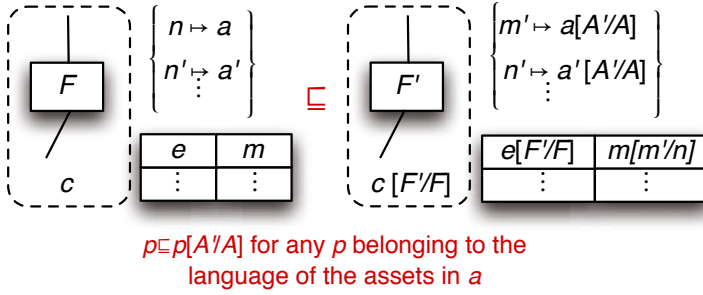 F
c
n ↦ a
n' ↦ a'
⋮
e m
⋮ ⋮
⊑
F'
c [F'/F]
m' ↦ a[A'/A]
n' ↦ a' [A'/A]
⋮
e[F'/F] m[m'/n]
⋮ ⋮
p⊑p[A'/A] for any p belonging to the
language of the assets in a